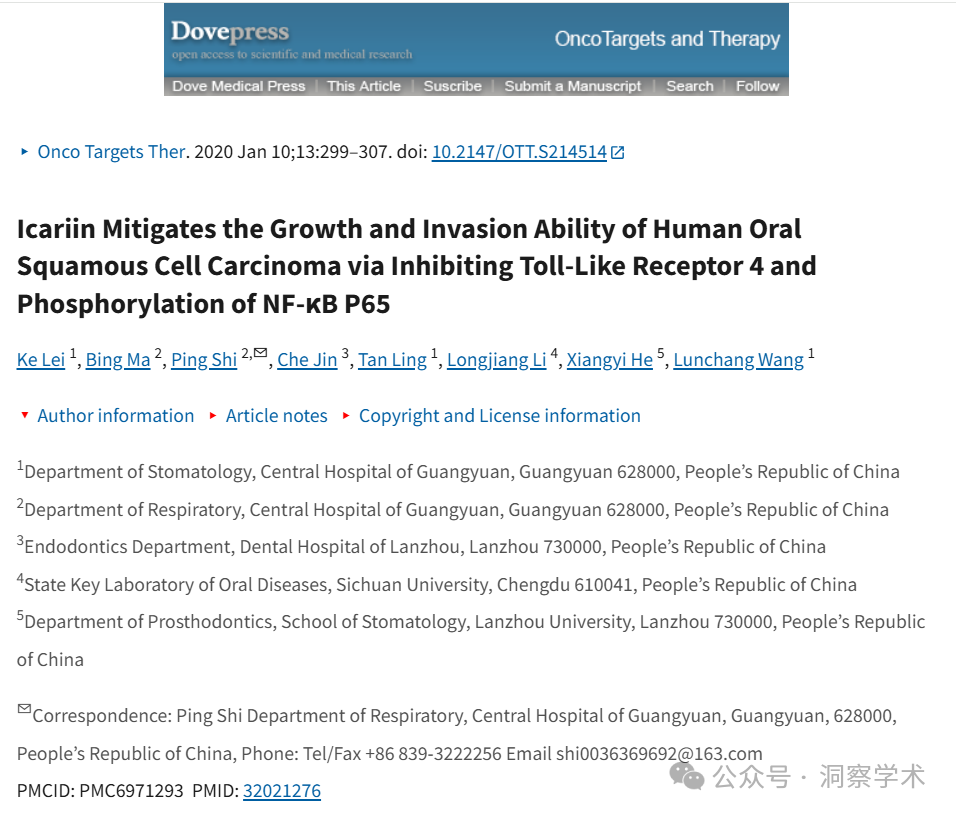 Dovepress
open access to scientific and medical research
OncoTargets and Therapy
Dove Medical Press | This Article | Suscribe | Submit a Manuscript | Search | Follow
Onco Targets Ther. 2020 Jan 10;13:299–307. doi: 10.2147/OTT.S214514
Icariin Mitigates the Growth and Invasion Ability of Human Oral
Squamous Cell Carcinoma via Inhibiting Toll-Like Receptor 4 and
Phosphorylation of NF-κB P65
Ke Lei 1, Bing Ma 2, Ping Shi 2,✉, Che Jin 3, Tan Ling 1, Longjiang Li 4, Xiangyi He 5, Lunchang Wang 1
Author information Article notes Copyright and License information
1Department of Stomatology, Central Hospital of Guangyuan, Guangyuan 628000, People’s Republic of China
2Department of Respiratory, Central Hospital of Guangyuan, Guangyuan 628000, People’s Republic of China
3Endodontics Department, Dental Hospital of Lanzhou, Lanzhou 730000, People’s Republic of China
4State Key Laboratory of Oral Diseases, Sichuan University, Chengdu 610041, People’s Republic of China
5Department of Prosthodontics, School of Stomatology, Lanzhou University, Lanzhou 730000, People’s Republic
of China
✉Correspondence: Ping Shi Department of Respiratory, Central Hospital of Guangyuan, Guangyuan, 628000,
People’s Republic of China, Phone: Tel/Fax +86 839-3222256 Email shi0036369692@163.com
PMCID: PMC6971293 PMID: 32021276
公众号 · 洞察学术